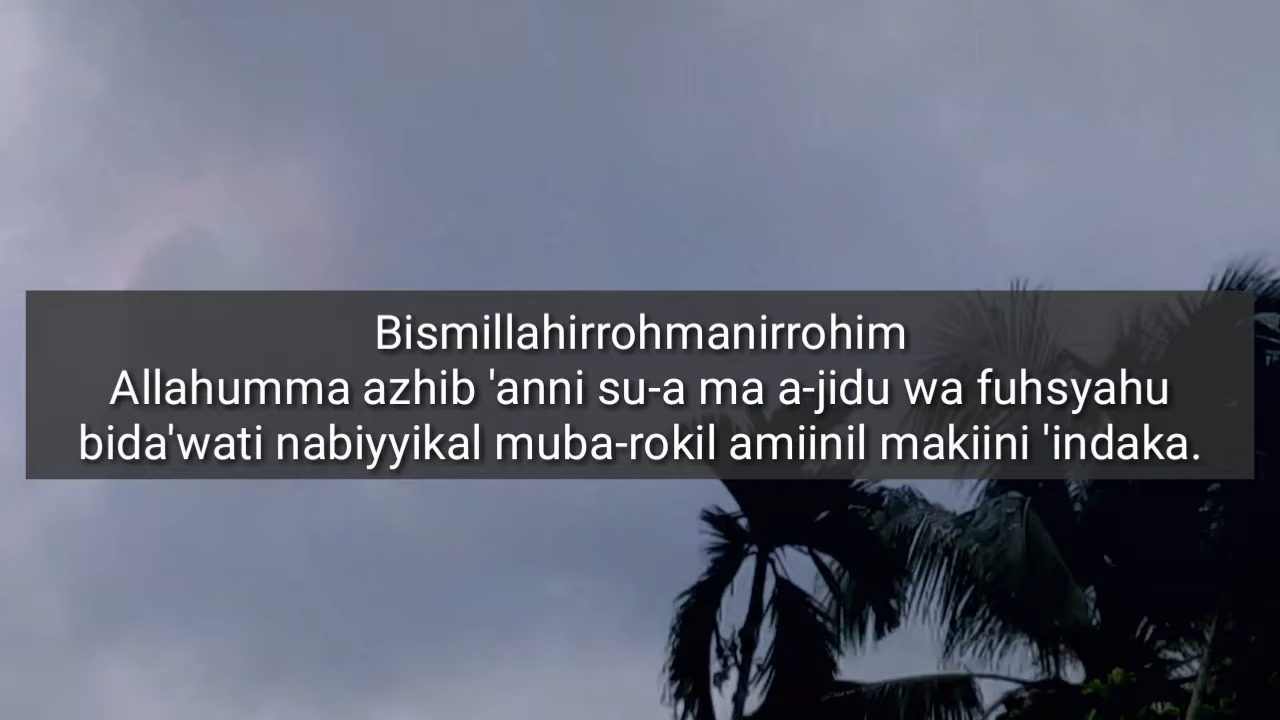 Bismillahirrohmanirrohim
Allahumma azhib 'anni su-a ma a-jidu wa fuhsyahu
bida'wati nabiyyikal muba-rokil amiinil makiini 'indaka.